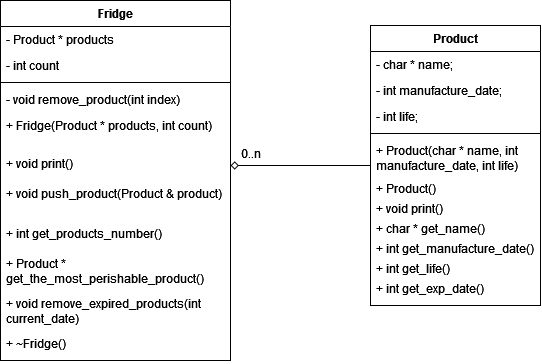 Fridge
- Product * products
- int count
- void remove_product(int index)
+ Fridge(Product * products, int count)
+ void print()
+ void push_product(Product & product)
+ int get_products_number()
+ Product *
get_the_most_perishable_product()
+ void remove_expired_products(int
current_date)
+ ~Fridge()
0..n
Product
- char * name;
- int manufacture_date;
- int life;
+ Product(char * name, int
manufacture_date, int life)
+ Product()
+ void print()
+ char * get_name()
+ int get_manufacture_date()
+ int get_life()
+ int get_exp_date()